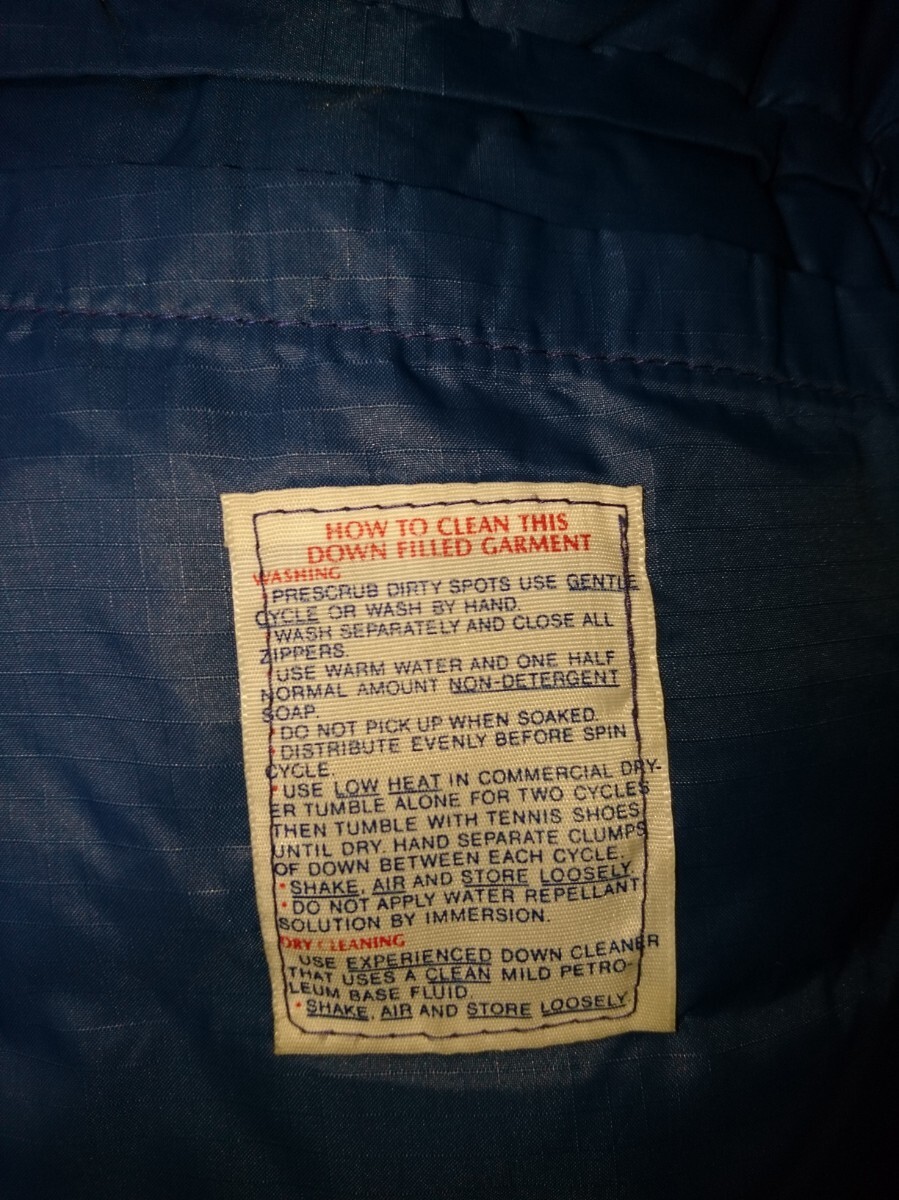 HOW TO CLEAN THIS
DOWN FILLED GARMENT
WASHING
PRESCRUB DIRTY SPOTS USE GENTLE
CYCLE OR WASH BY HAND.
WASH SEPARATELY AND CLOSE ALL
ZIPPERS.
USE WARM WATER AND ONE HALF
NORMAL AMOUNT NON-DETERGENT
SOAP.
• DO NOT PICK UP WHEN SOAKED.
• DISTRIBUTE EVENLY BEFORE SPIN
CYCLE.
• USE LOW HEAT IN COMMERCIAL DRY-
ER TUMBLE ALONE FOR TWO CYCLES
THEN TUMBLE WITH TENNIS SHOES
UNTIL DRY. HAND SEPARATE CLUMPS
OF DOWN BETWEEN EACH CYCLE.
• SHAKE, AIR AND STORE LOOSELY.
• DO NOT APPLY WATER REPELLANT
SOLUTION BY IMMERSION.
DRY CLEANING
USE EXPERIENCED DOWN CLEANER
THAT USES A CLEAN MILD PETRO-
LEUM BASE FLUID
• SHAKE, AIR AND STORE LOOSELY.